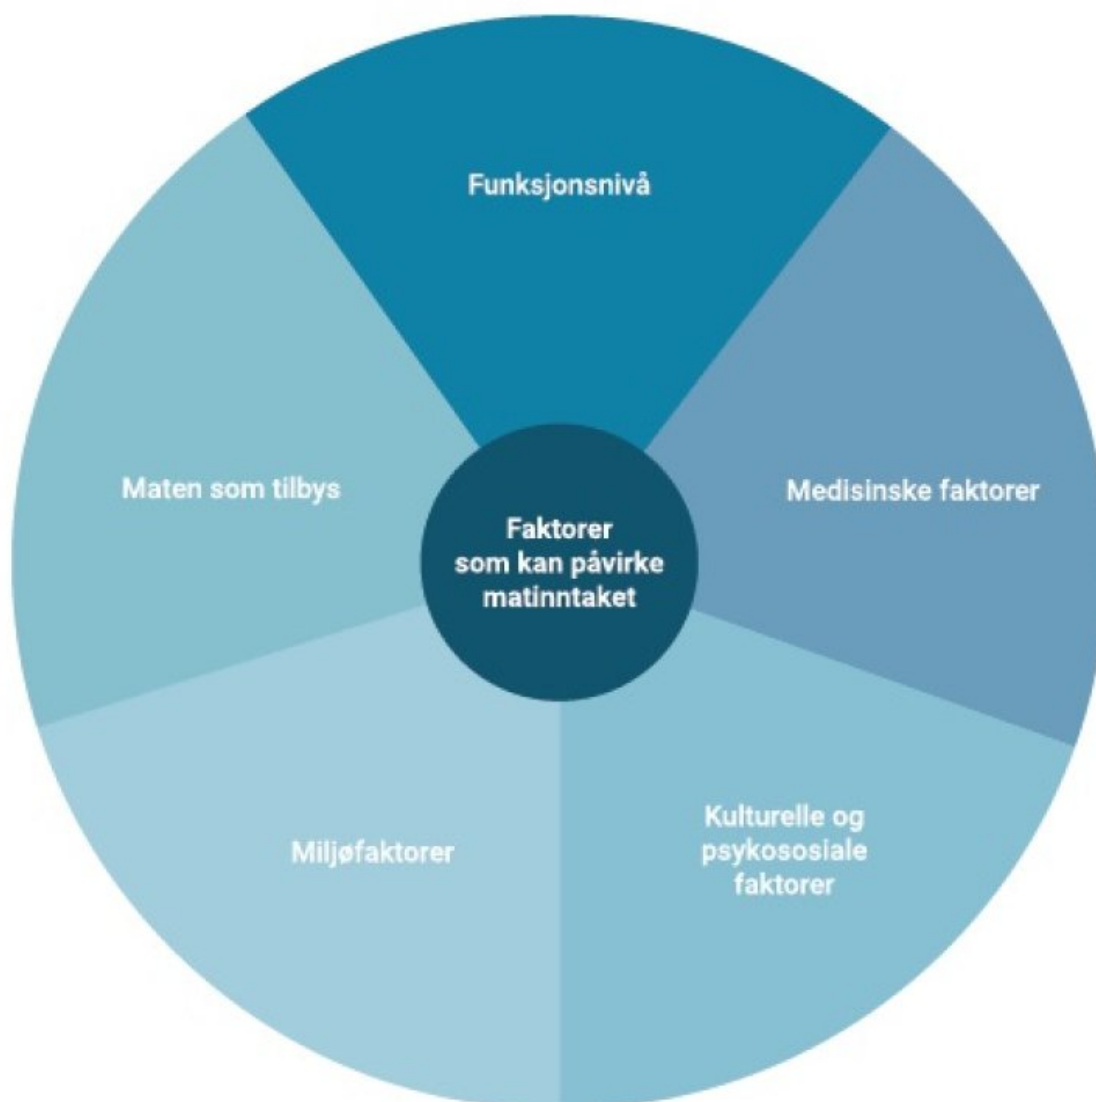 Funksjonsnivå
Medisinske faktorer
Kulturelle og
psykososiale
faktorer
Miljøfaktorer
Maten som tilbys
Faktorer
som kan påvirke
matinntaket